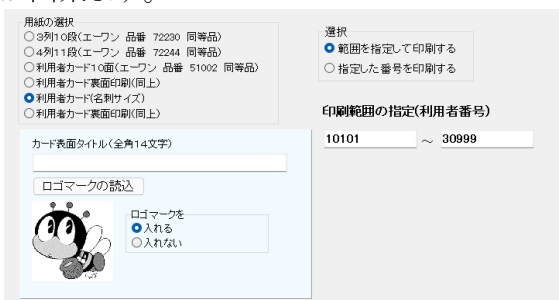 用紙の選択
3列10段(エーワン 品番 72230 同等品)
4列11段(エーワン 品番 72244 同等品)
利用者カード10面(エーワン 品番 51002 同等品)
利用者カード裏面印刷(同上)
利用者カード(名刺サイズ)
利用者カード裏面印刷(同上)
選択
範囲を指定して印刷する
指定した番号を印刷する
印刷範囲の指定(利用者番号)
10101 ～ 30999
カード表面タイトル(全角14文字)
ロゴマークの読込
ロゴマークを
入れる
入れない